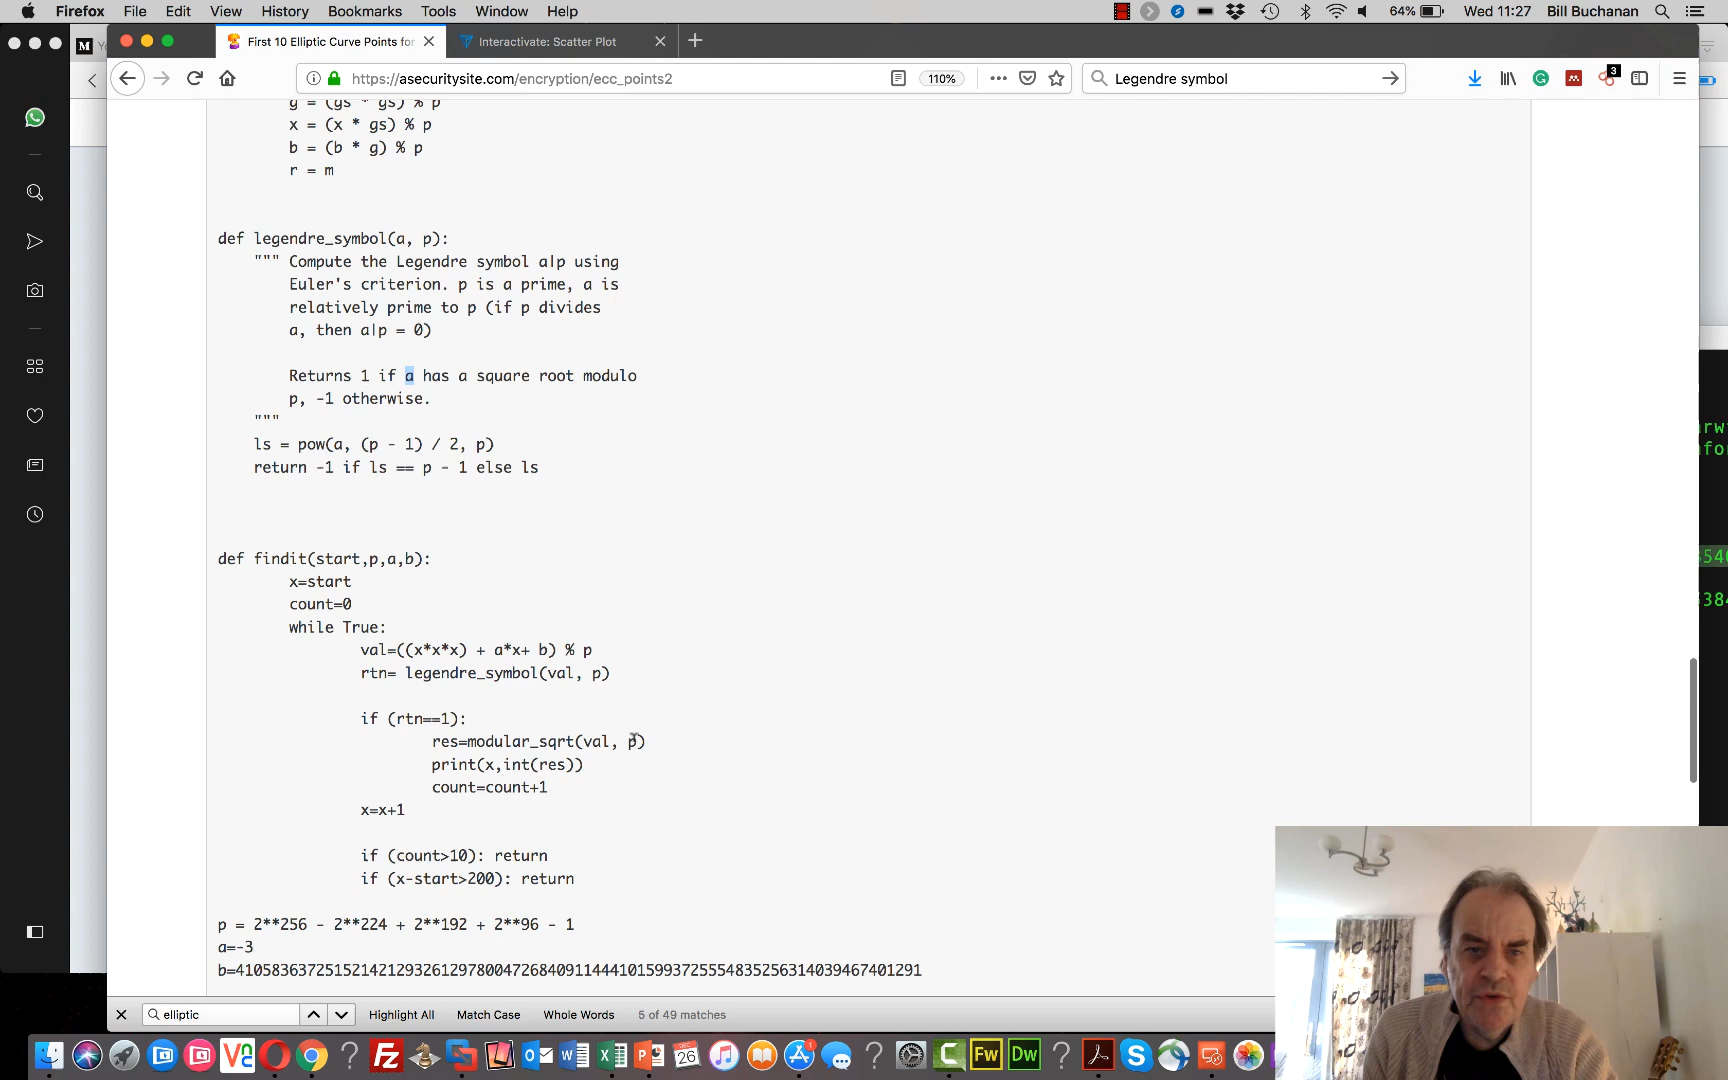 Firefox File Edit View History Bookmarks Tools Window Help 64% Wed 11:27 Bill Buchanan
First 10 Elliptic Curve Points for Interactivate: Scatter Plot
https://asecuritysite.com/encryption/ecc_points2 110% Legendre symbol 3
g = (gs * gs) % p
x = (x * gs) % p
b = (b * g) % p
r = m
def legendre_symbol(a, p):
""" Compute the Legendre symbol a|p using
Euler's criterion. p is a prime, a is
relatively prime to p (if p divides
a, then a|p = 0)
Returns 1 if a has a square root modulo
p, -1 otherwise.
"""
ls = pow(a, (p - 1) / 2, p)
return -1 if ls == p - 1 else ls
def findit(start,p,a,b):
x=start
count=0
while True:
val=((x*x*x) + a*x+ b) % p
rtn= legendre_symbol(val, p)
if (rtn==1):
res=modular_sqrt(val, p)
print(x,int(res))
count=count+1
x=x+1
if (count>10): return
if (x-start>200): return
p = 2**256 - 2**224 + 2**192 + 2**96 - 1
a=-3
b=41058363725152142129326129780047268409114441015993725554835256314039467401291
elliptic Highlight All Match Case Whole Words 5 of 49 matches